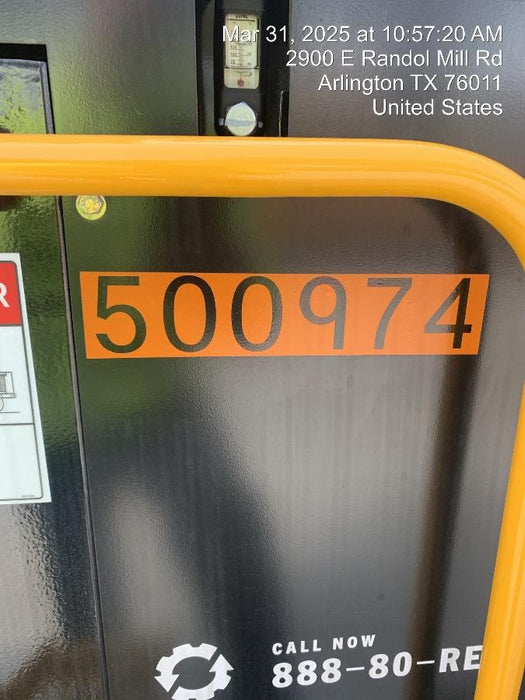 Mar 31, 2025 at 10:57:20 AM
2900 E Randol Mill Rd
Arlington TX 76011
United States
R
500974
CALL NOW
888-80-RE